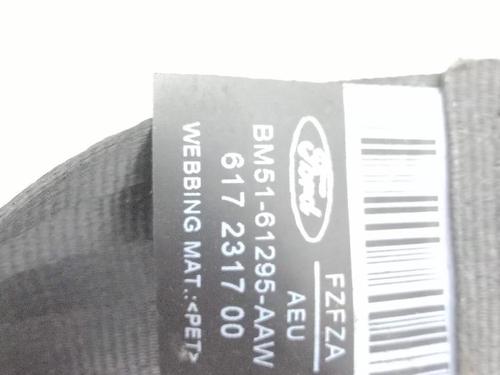 FZFZA
AEU
Ford
BM51-61295-AAW
617 2317 00
WEBBING MAT.:<PET>